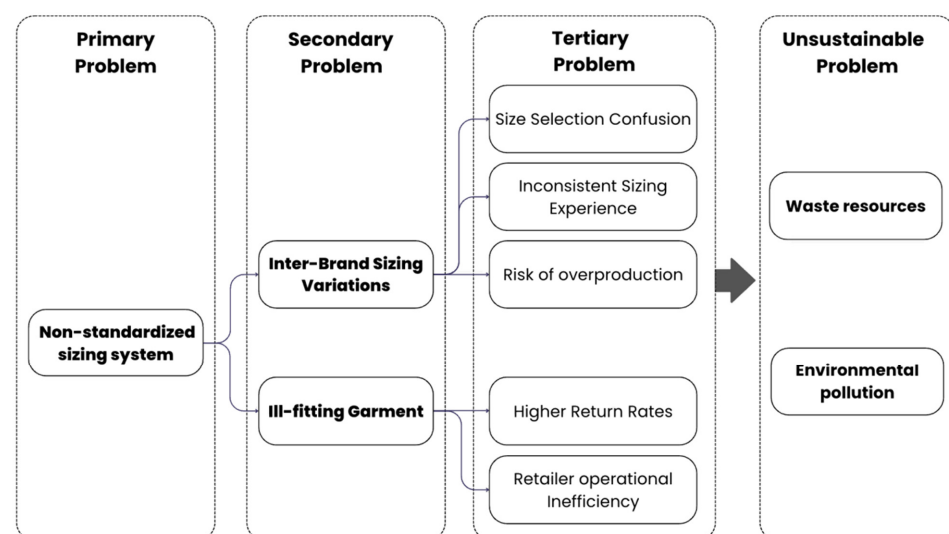 Primary
Problem
Secondary
Problem
Tertiary
Problem
Unsustainable
Problem
Non-standardized
sizing system
Inter-Brand Sizing
Variations
Ill-fitting Garment
Size Selection Confusion
Inconsistent Sizing
Experience
Risk of overproduction
Higher Return Rates
Retailer operational
Inefficiency
Waste resources
Environmental
pollution